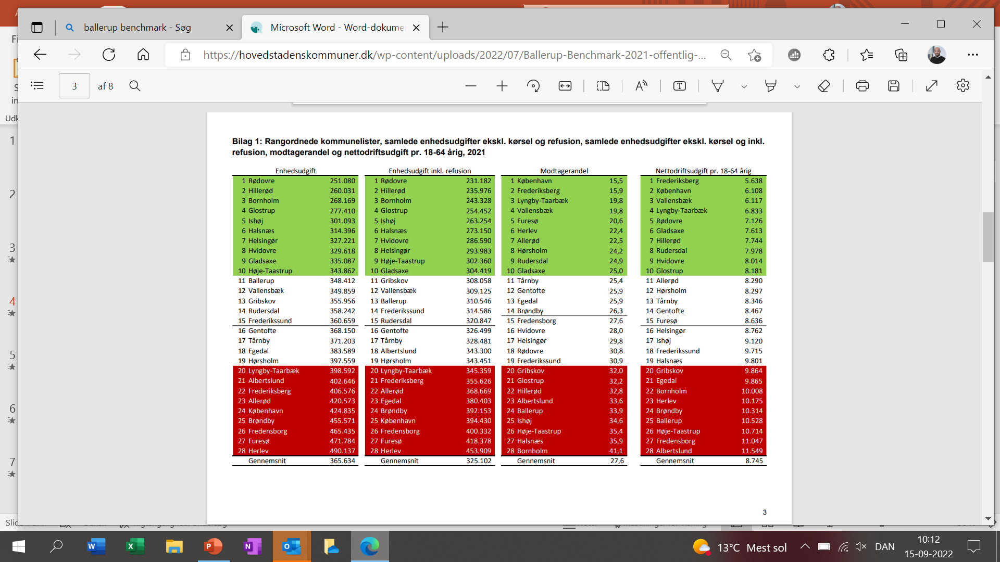 ballerup benchmark - Søg
Microsoft Word - Word-dokume
https://hovedstadenskommuner.dk/wp-content/uploads/2022/07/Ballerup-Benchmark-2021-offentlig-...
3 af 8
Bilag 1: Rangordnede kommunelister, samlede enhedsudgifter ekskl. kørsel og refusion, samlede enhedsudgifter ekskl. kørsel og inkl.
refusion, modtagerandel og nettodriftsudgift pr. 18-64 årig, 2021
Enhedsudgift Enhedsudgift inkl. refusion Modtagerandel Nettodriftsudgift pr. 18-64 årig
1 Rødovre 251.080 1 Rødovre 231.182 1 København 15,5 1 Frederiksberg 5.638
2 Hillerød 260.031 2 Hillerød 235.976 2 Frederiksberg 15,9 2 København 6.108
3 Bornholm 268.169 3 Bornholm 243.328 3 Lyngby-Taarbæk 19,8 3 Vallensbæk 6.117
4 Glostrup 277.410 4 Glostrup 254.452 4 Vallensbæk 19,8 4 Lyngby-Taarbæk 6.833
5 Ishøj 301.093 5 Ishøj 263.254 5 Furesø 20,6 5 Rødovre 7.126
6 Halsnæs 314.396 6 Halsnæs 273.150 6 Herlev 22,4 6 Gladsaxe 7.613
7 Helsingør 327.221 7 Hvidovre 286.590 7 Allerød 22,5 7 Hillerød 7.744
8 Hvidovre 329.618 8 Helsingør 293.983 8 Hørsholm 24,2 8 Rudersdal 7.978
9 Gladsaxe 335.087 9 Høje-Taastrup 302.360 9 Rudersdal 24,9 9 Hvidovre 8.014
10 Høje-Taastrup 343.862 10 Gladsaxe 304.419 10 Gladsaxe 25,0 10 Glostrup 8.181
11 Ballerup 348.412 11 Gribskov 308.058 11 Tårnby 25,4 11 Allerød 8.290
12 Vallensbæk 349.859 12 Vallensbæk 309.125 12 Gentofte 25,9 12 Hørsholm 8.297
13 Gribskov 355.956 13 Ballerup 310.546 13 Egedal 25,9 13 Tårnby 8.346
14 Rudersdal 358.242 14 Frederikssund 314.586 14 Brøndby 26,3 14 Gentofte 8.467
15 Frederikssund 360.659 15 Rudersdal 320.847 15 Fredensborg 27,6 15 Furesø 8.636
16 Gentofte 368.150 16 Gentofte 326.499 16 Hvidovre 28,0 16 Helsingør 8.762
17 Tårnby 371.203 17 Tårnby 328.481 17 Helsingør 29,8 17 Ishøj 9.120
18 Egedal 383.589 18 Albertslund 343.300 18 Rødovre 30,8 18 Frederikssund 9.715
19 Hørsholm 397.559 19 Hørsholm 343.451 19 Frederikssund 30,9 19 Halsnæs 9.801
20 Lyngby-Taarbæk 398.592 20 Lyngby-Taarbæk 345.359 20 Gribskov 32,0 20 Gribskov 9.864
21 Albertslund 402.646 21 Frederiksberg 355.626 21 Glostrup 32,2 21 Egedal 9.865
22 Frederiksberg 406.576 22 Allerød 368.669 22 Hillerød 32,8 22 Bornholm 10.008
23 Allerød 420.573 23 Egedal 380.403 23 Albertslund 33,6 23 Herlev 10.175
24 København 424.835 24 Brøndby 392.153 24 Ballerup 33,9 24 Brøndby 10.314
25 Brøndby 455.571 25 København 394.430 25 Ishøj 34,6 25 Ballerup 10.528
26 Fredensborg 465.435 26 Fredensborg 400.332 26 Høje-Taastrup 35,4 26 Høje-Taastrup 10.714
27 Furesø 471.784 27 Furesø 418.378 27 Halsnæs 35,9 27 Fredensborg 11.047
28 Herlev 490.137 28 Herlev 453.909 28 Bornholm 41,1 28 Albertslund 11.549
Gennemsnit 365.634 Gennemsnit 325.102 Gennemsnit 27,6 Gennemsnit 8.745
3
Fi
S
in
Udk
1
2
3
4
5
6
7
Slid
13°C Mest sol
DAN
10:12
15-09-2022